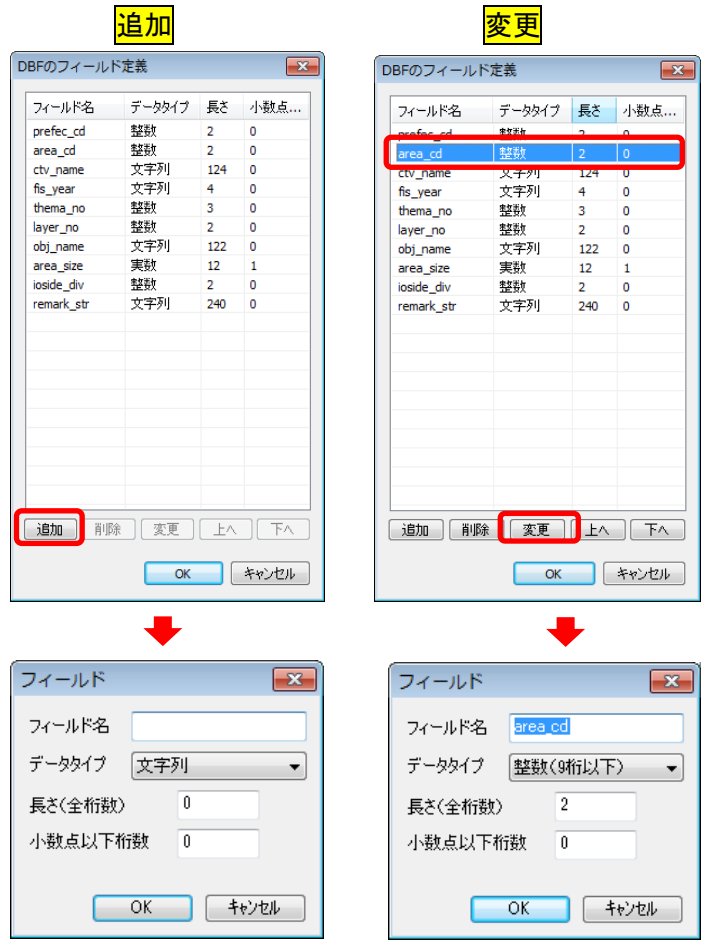 追加
DBFのフィールド定義
フィールド名 データタイプ 長さ 小数点...
prefec_cd 整数 2 0
area_cd 整数 2 0
ctv_name 文字列 124 0
fis_year 文字列 4 0
thema_no 整数 3 0
layer_no 整数 2 0
obj_name 文字列 122 0
area_size 実数 12 1
ioside_div 整数 2 0
remark_str 文字列 240 0
追加 削除 変更 上へ 下へ
OK キャンセル
フィールド
フィールド名
データタイプ 文字列
長さ(全桁数) 0
小数点以下桁数 0
OK キャンセル
変更
DBFのフィールド定義
フィールド名 データタイプ 長さ 小数点...
prefec_cd 整数 2 0
area_cd 整数 2 0
ctv_name 文字列 124 0
fis_year 文字列 4 0
thema_no 整数 3 0
layer_no 整数 2 0
obj_name 文字列 122 0
area_size 実数 12 1
ioside_div 整数 2 0
remark_str 文字列 240 0
追加 削除 変更 上へ 下へ
OK キャンセル
フィールド
フィールド名 area_cd
データタイプ 整数(9桁以下)
長さ(全桁数) 2
小数点以下桁数 0
OK キャンセル